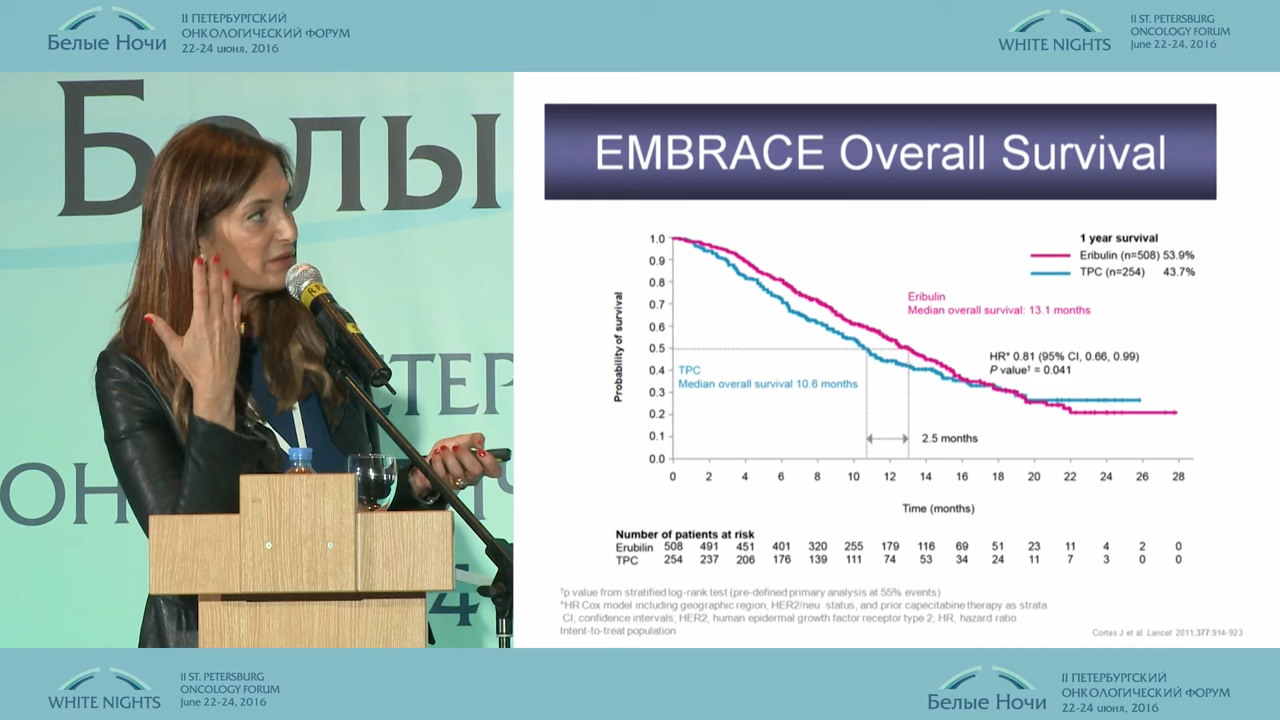 Белые Ночи
II ПЕТЕРБУРГСКИЙ
ОНКОЛОГИЧЕСКИЙ ФОРУМ
22-24 июня, 2016
WHITE NIGHTS
II ST. PETERSBURG
ONCOLOGY FORUM
June 22-24, 2016
Белы
ЕТЕР
ОН
4
EMBRACE Overall Survival
1 year survival
Eribulin (n=508) 53.9%
TPC (n=254) 43.7%
Eribulin
Median overall survival: 13.1 months
HR* 0.81 (95% CI, 0.66, 0.99)
P value† = 0.041
TPC
Median overall survival 10.6 months
2.5 months
Probability of survival
1.0
0.9
0.8
0.7
0.6
0.5
0.4
0.3
0.2
0.1
0.0
0 2 4 6 8 10 12 14 16 18 20 22 24 26 28
Time (months)
Number of patients at risk
Erubilin 508 491 451 401 320 255 179 116 69 51 23 11 4 2 0
TPC 254 237 206 176 139 111 74 53 34 24 11 7 3 0 0
†p value from stratified log-rank test (pre-defined primary analysis at 55% events)
*HR Cox model including geographic region, HER2/neu status, and prior capecitabine therapy as strata
CI, confidence intervals; HER2, human epidermal growth factor receptor type 2; HR, hazard ratio
Intent-to-treat population
Cortes J et al. Lancet 2011;377:914-923
WHITE NIGHTS
II ST. PETERSBURG
ONCOLOGY FORUM
June 22-24, 2016
Белые Ночи
II ПЕТЕРБУРГСКИЙ
ОНКОЛОГИЧЕСКИЙ ФОРУМ
22-24 июня, 2016